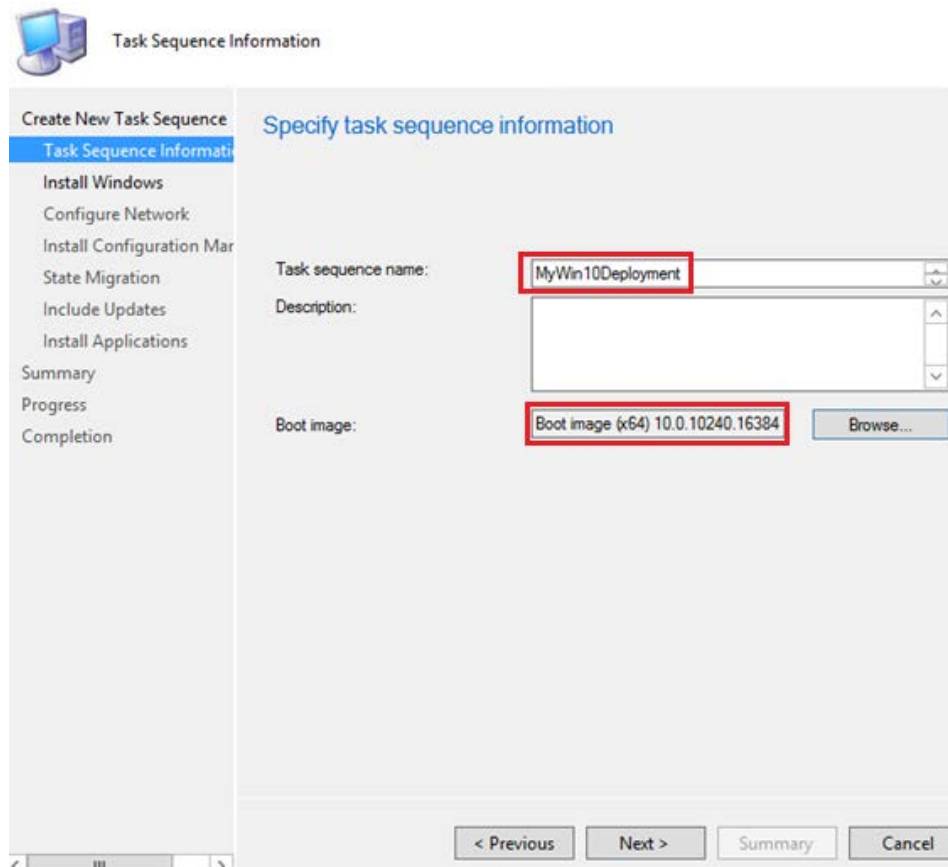 Task Sequence Information
Create New Task Sequence
Task Sequence Informati
Install Windows
Configure Network
Install Configuration Mar
State Migration
Include Updates
Install Applications
Summary
Progress
Completion
Specify task sequence information
Task sequence name: MyWin10Deployment
Description:
Boot image: Boot image (x64) 10.0.10240.16384 Browse...
< Previous Next > Summary Cancel